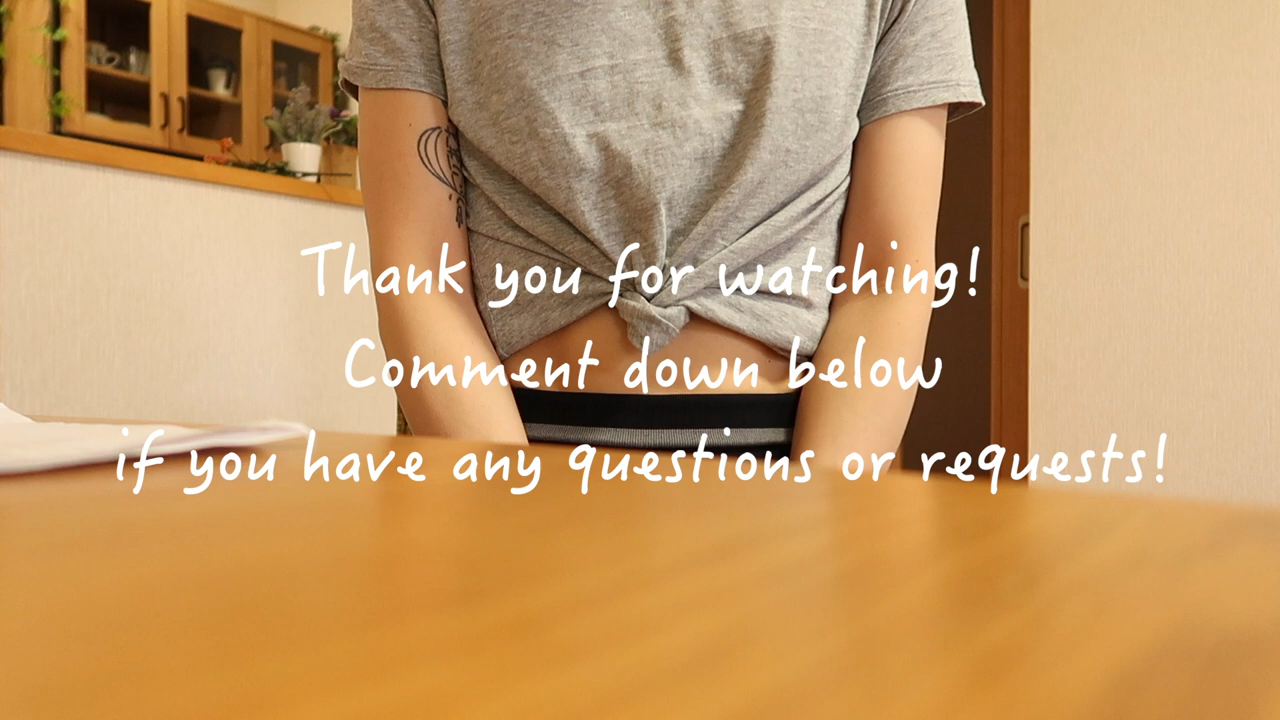 Thank you for watching!
Comment down below
if you have any questions or requests!